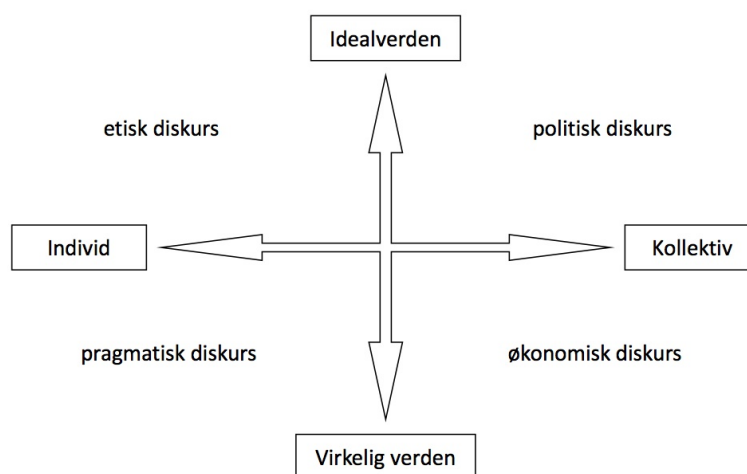 Idealverden
etisk diskurs
politisk diskurs
Individ
Kollektiv
pragmatisk diskurs
økonomisk diskurs
Virkelig verden